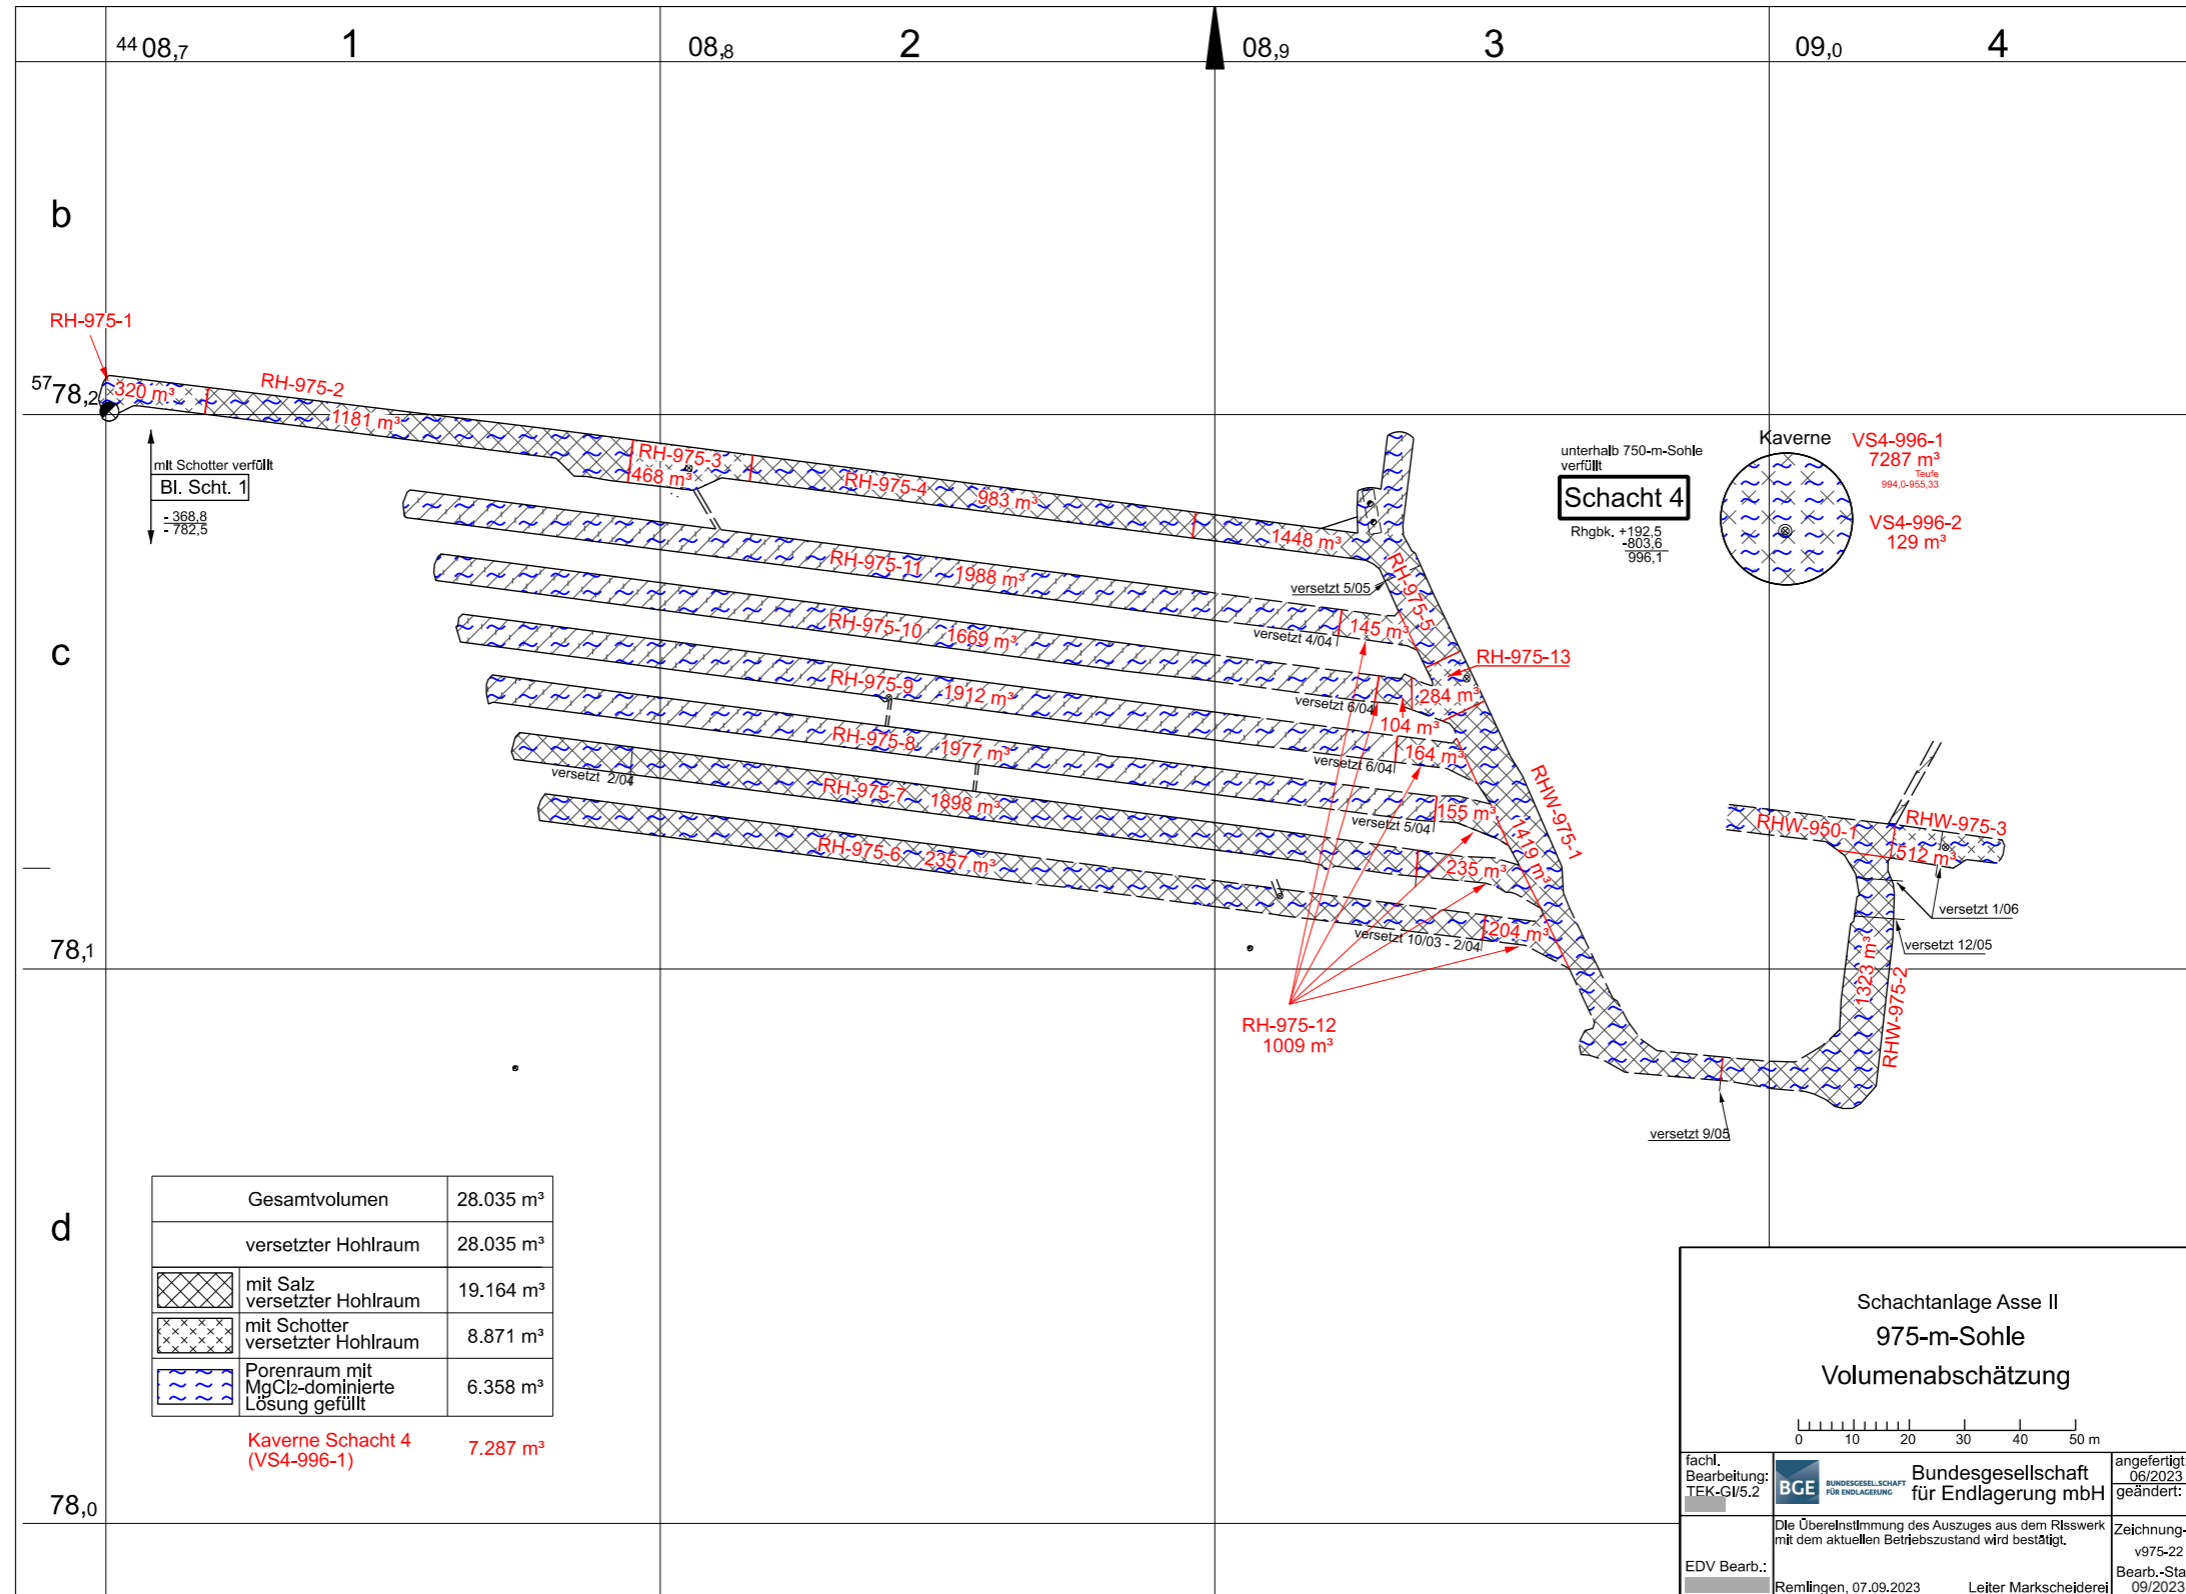 44 08,7
1
08,8
2
08,9
3
09,0
4
b
c
d
57 78,2
78,1
78,0
RH-975-1
320 m³
RH-975-2
1181 m³
RH-975-3
468 m³
RH-975-4
983 m³
1448 m³
RH-975-5
mit Schotter verfüllt
Bl. Scht. 1
- 368,8
- 782,5
unterhalb 750-m-Sohle
verfüllt
Schacht 4
Rhgbk. +192,5
-803,6
996,1
Kaverne
VS4-996-1
7287 m³
Teufe
994,0-955,33
VS4-996-2
129 m³
versetzt 5/05
RH-975-11 1988 m³
versetzt 4/04
145 m³
RH-975-13
RH-975-10 1669 m³
versetzt 6/04
284 m³
104 m³
RH-975-9 1912 m³
versetzt 6/04
164 m³
RH-975-8 1977 m³
versetzt 5/04
155 m³
versetzt 2/04
RH-975-7 1898 m³
235 m³
RH-975-6 2357 m³
versetzt 10/03 - 2/04
204 m³
RHW-975-1
1419 m³
RH-975-12
1009 m³
RHW-950-1
RHW-975-3
512 m³
versetzt 1/06
versetzt 12/05
1323 m³
RHW-975-2
versetzt 9/05
Gesamtvolumen 28.035 m³
versetzter Hohlraum 28.035 m³
mit Salz
versetzter Hohlraum 19.164 m³
mit Schotter
versetzter Hohlraum 8.871 m³
Porenraum mit
MgCl2-dominierte
Lösung gefüllt 6.358 m³
Kaverne Schacht 4
(VS4-996-1) 7.287 m³
Schachtanlage Asse II
975-m-Sohle
Volumenabschätzung
0 10 20 30 40 50 m
fachl.
Bearbeitung:
TEK-GI/5.2
BGE
BUNDESGESELLSCHAFT
FÜR ENDLAGERUNG
Bundesgesellschaft
für Endlagerung mbH
angefertigt:
06/2023
geändert:
Die Übereinstimmung des Auszuges aus dem Risswerk
mit dem aktuellen Betriebszustand wird bestätigt.
Zeichnung-
v975-22
EDV Bearb.:
Remlingen, 07.09.2023 Leiter Markscheiderei
Bearb.-Sta
09/2023